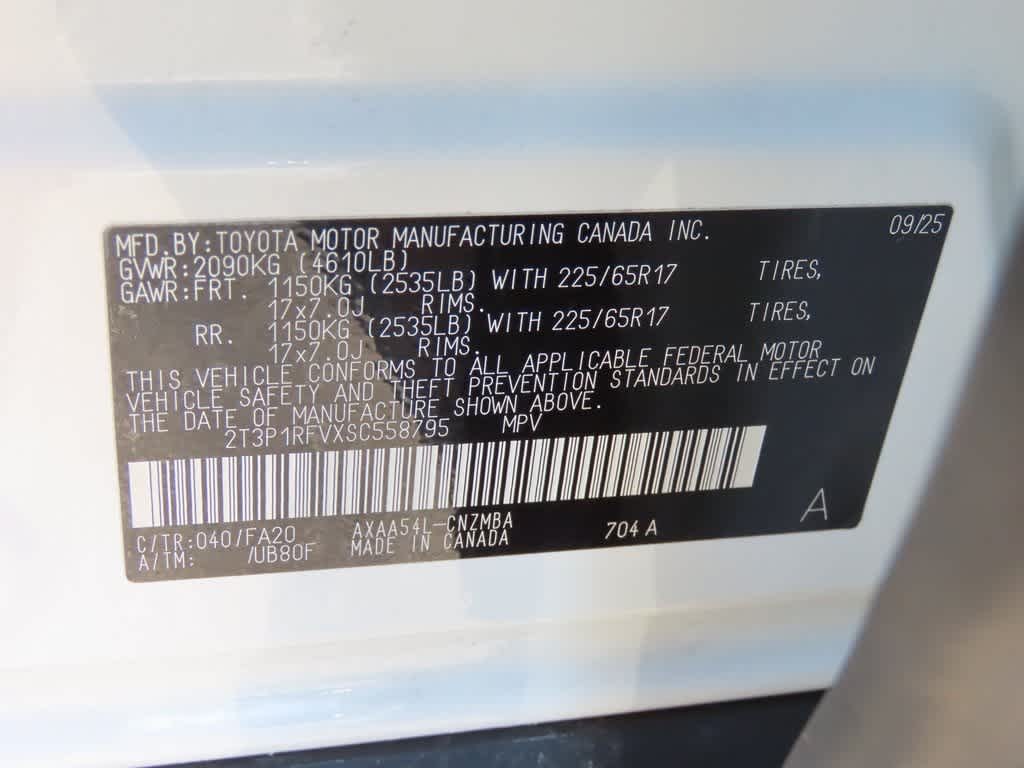 MFD.BY:TOYOTA MOTOR MANUFACTURING CANADA INC. 09/25
GVWR:2090KG (4610LB)
GAWR:FRT. 1150KG (2535LB) WITH 225/65R17 TIRES,
17x7.0J RIMS.
RR. 1150KG (2535LB) WITH 225/65R17 TIRES,
17x7.0J RIMS.
THIS VEHICLE CONFORMS TO ALL APPLICABLE FEDERAL MOTOR
VEHICLE SAFETY AND THEFT PREVENTION STANDARDS IN EFFECT ON
THE DATE OF MANUFACTURE SHOWN ABOVE.
2T3P1RFVXSC558795 MPV
A
C/TR:040/FA20 AXAA54L-CNZMBA 704 A
A/TM: /UB80F MADE IN CANADA